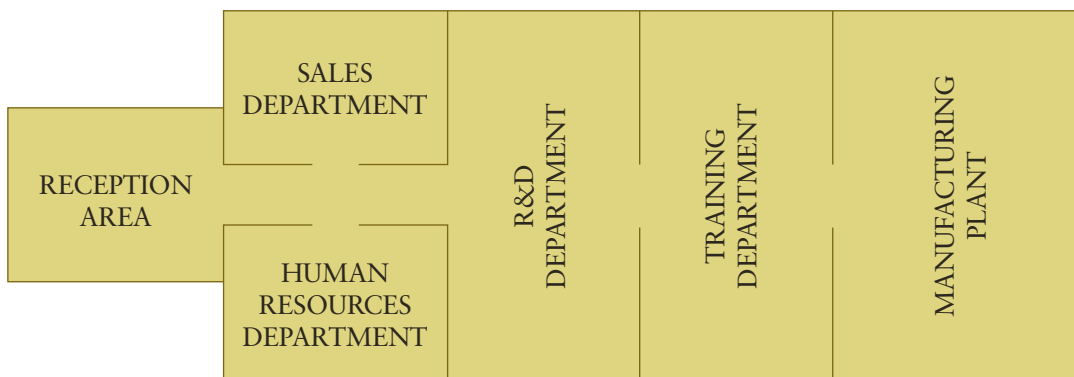 SALES
DEPARTMENT
RECEPTION
AREA
HUMAN
RESOURCES
DEPARTMENT
R&D
DEPARTMENT
TRAINING
DEPARTMENT
MANUFACTURING
PLANT